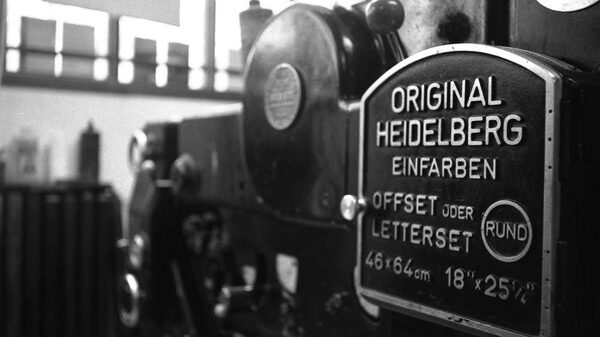 ORIGINAL
HEIDELBERG
EINFARBEN
OFFSET ODER
LETTERSET
RUND
46×64cm 18"×25¼"